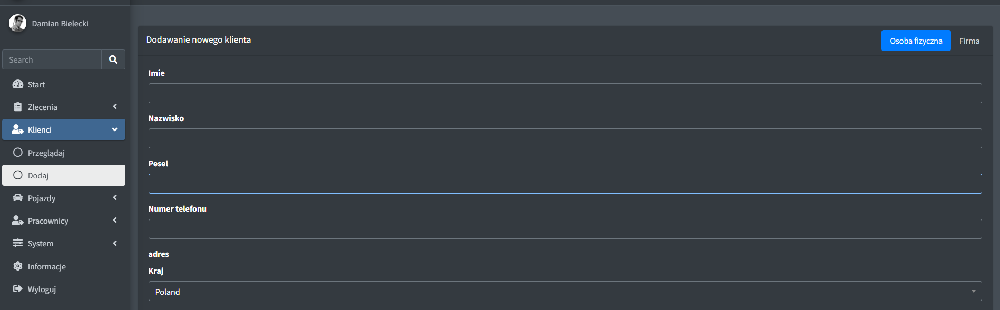 Damian Bielecki
Search
Start
Zlecenia
Klienci
Przeglądaj
Dodaj
Pojazdy
Pracownicy
System
Informacje
Wyloguj
Dodawanie nowego klienta
Osoba fizyczna
Firma
Imie
Nazwisko
Pesel
Numer telefonu
adres
Kraj
Poland